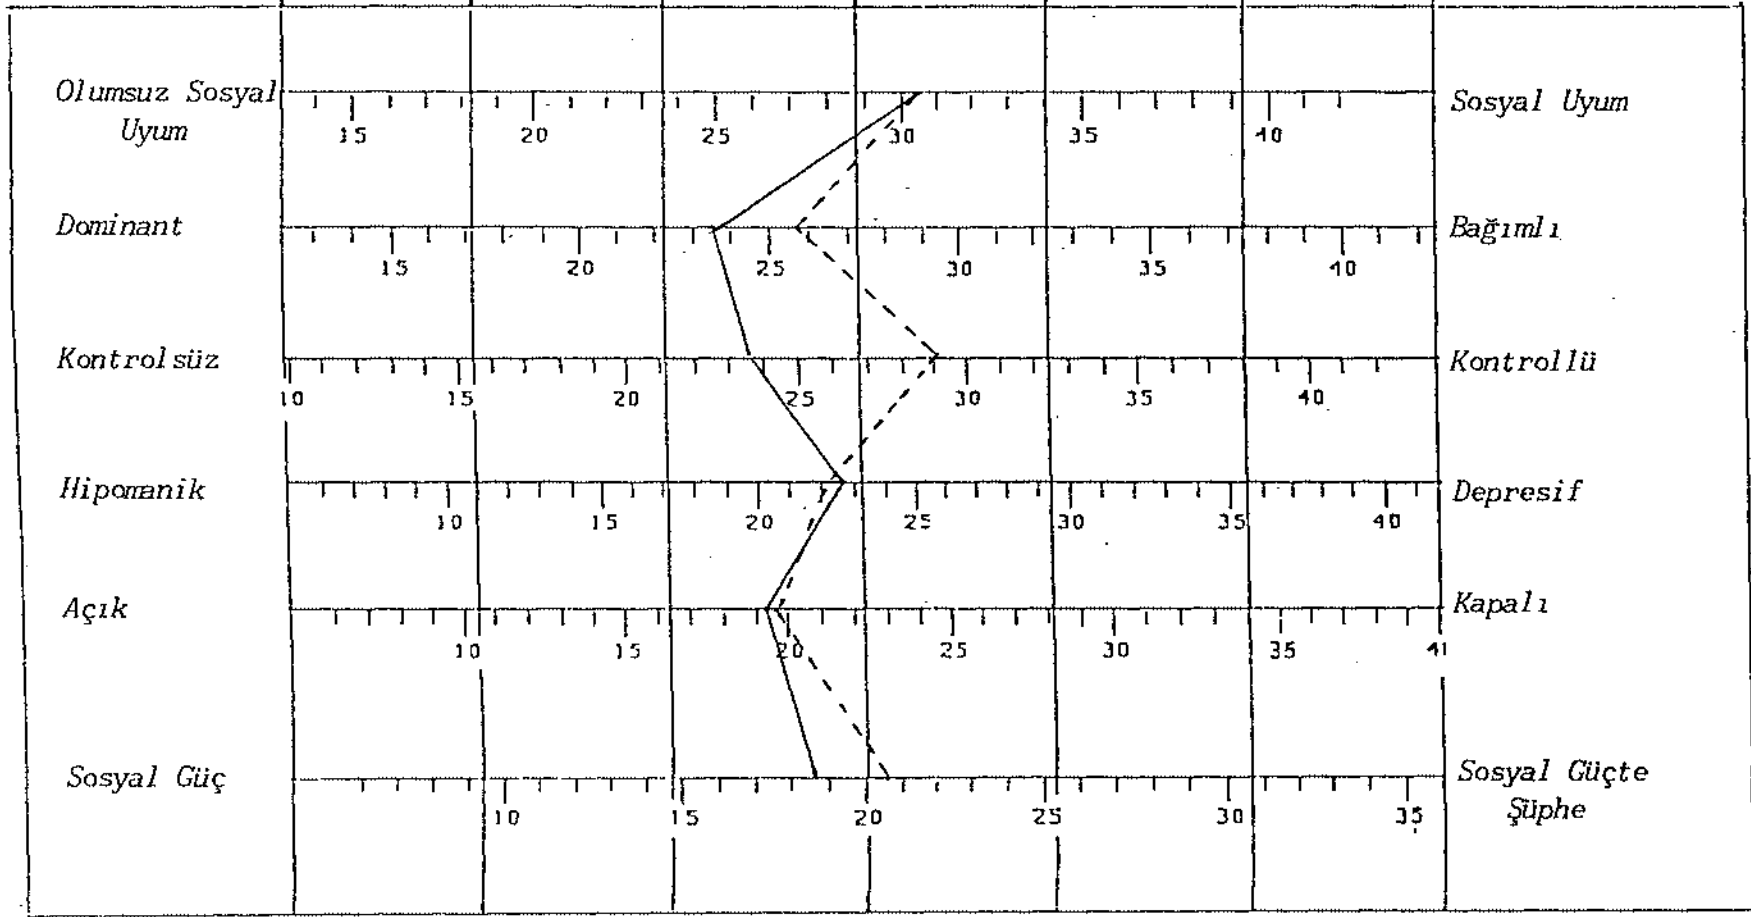 Olumsuz Sosyal Uyum
15 20 25 30 35 40
Sosyal Uyum
Dominant
15 20 25 30 35 40
Bağımlı
Kontrolsüz
10 15 20 25 30 35 40
Kontrollü
Hipomanik
10 15 20 25 30 35 40
Depresif
Açık
10 15 20 25 30 35 41
Kapalı
Sosyal Güç
10 15 20 25 30 35
Sosyal Güçte Şüphe